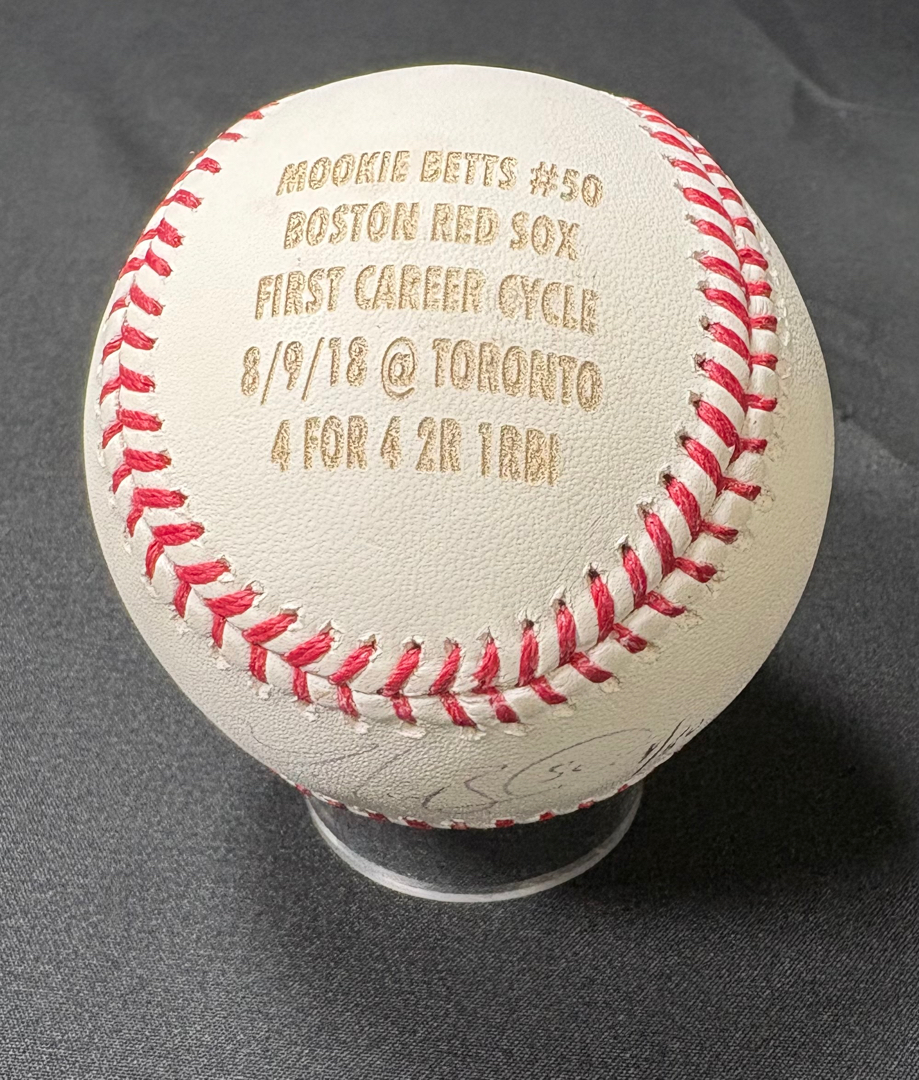 MOOKIE BETTS #50
BOSTON RED SOX
FIRST CAREER CYCLE
8/9/18 @ TORONTO
4 FOR 4 2R 1RBI